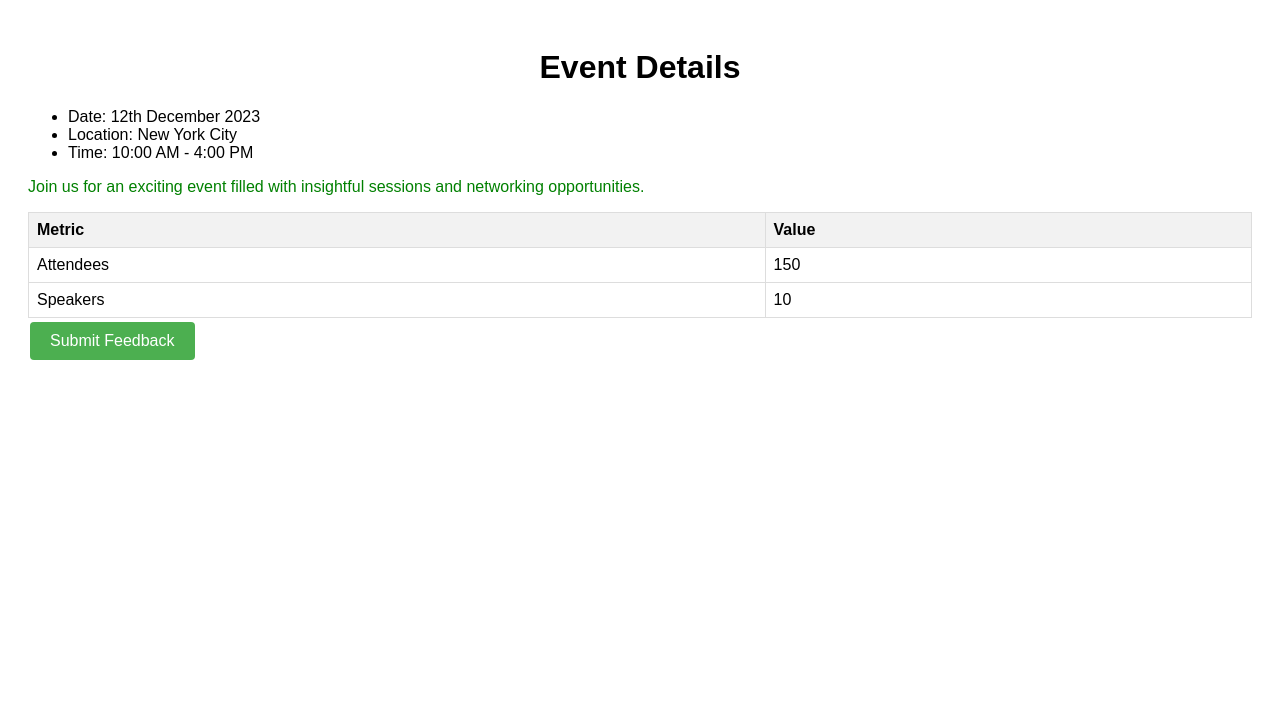 Event Details
Date: 12th December 2023
Location: New York City
Time: 10:00 AM - 4:00 PM
Join us for an exciting event filled with insightful sessions and networking opportunities.
Metric Value
Attendees 150
Speakers 10
Submit Feedback